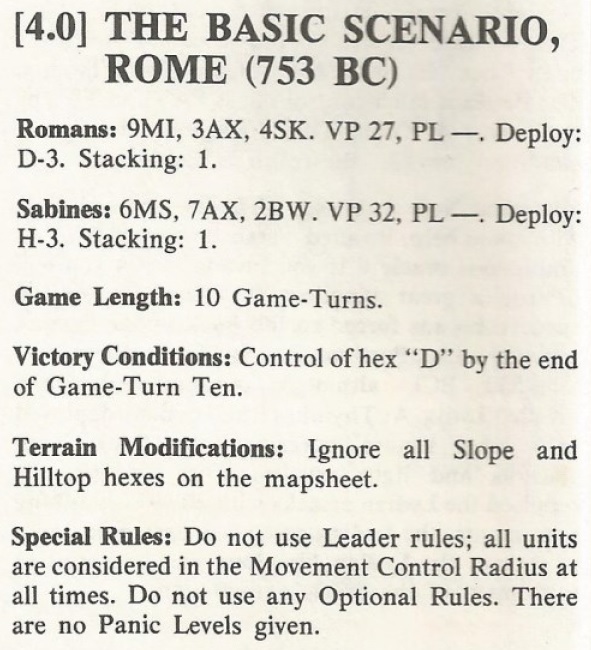 [4.0] THE BASIC SCENARIO,
ROME (753 BC)
Romans: 9MI, 3AX, 4SK. VP 27, PL —. Deploy:
D-3. Stacking: 1.
Sabines: 6MS, 7AX, 2BW. VP 32, PL —. Deploy:
H-3. Stacking: 1.
Game Length: 10 Game-Turns.
Victory Conditions: Control of hex “D” by the end
of Game-Turn Ten.
Terrain Modifications: Ignore all Slope and
Hilltop hexes on the mapsheet.
Special Rules: Do not use Leader rules; all units
are considered in the Movement Control Radius at
all times. Do not use any Optional Rules. There
are no Panic Levels given.